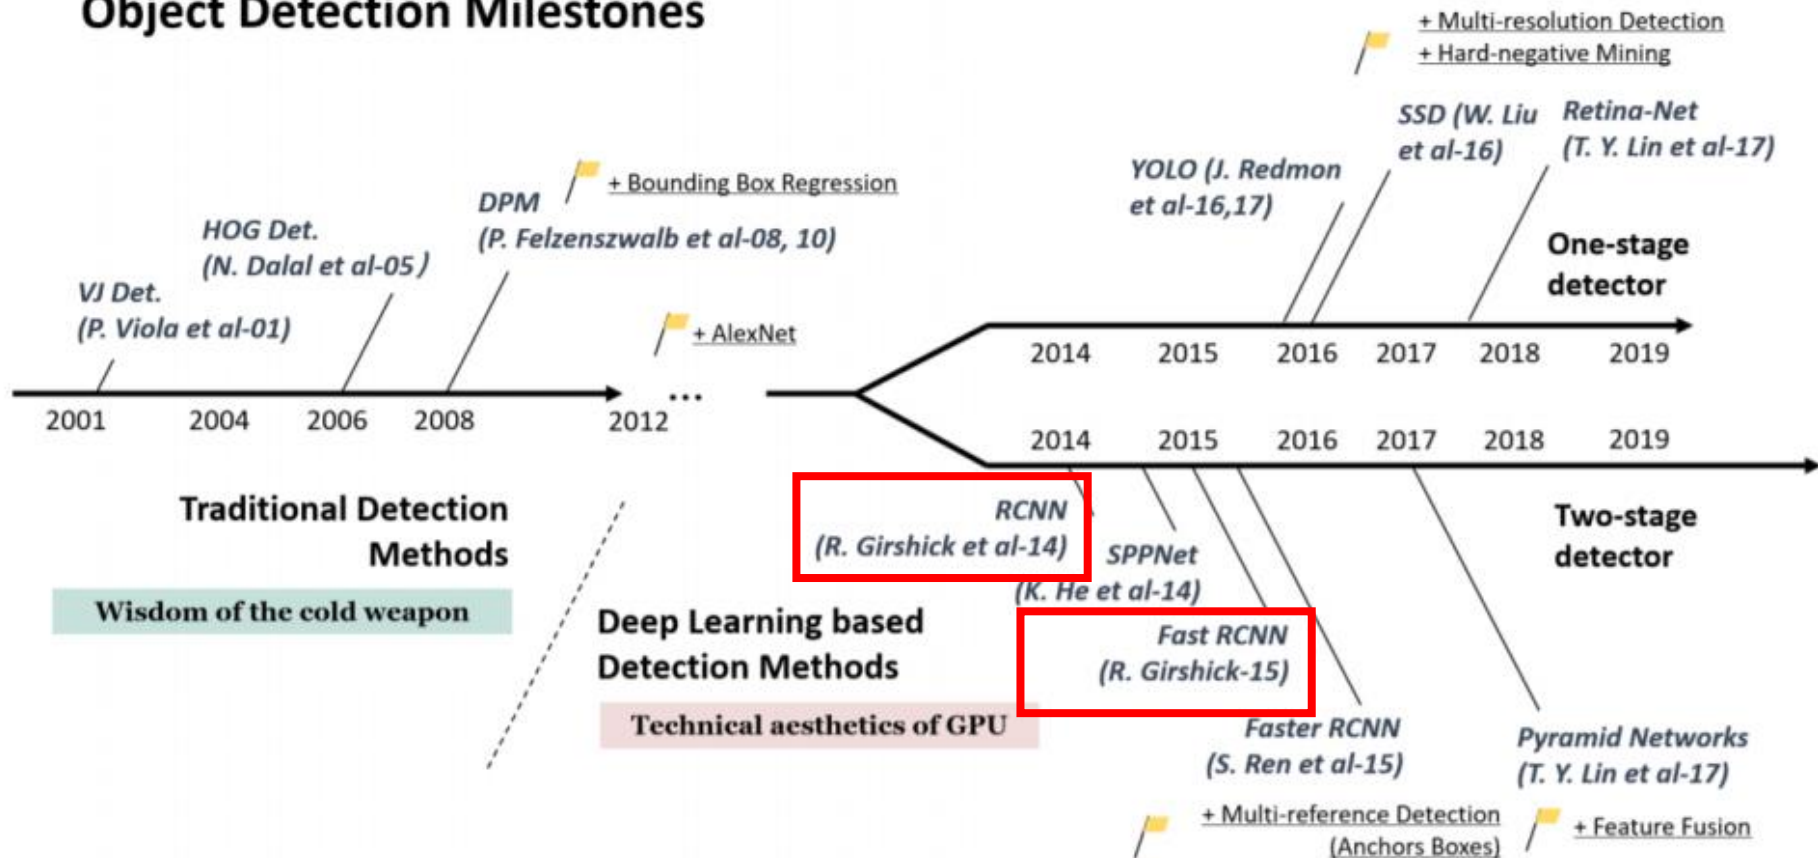 Object Detection Milestones
+ Multi-resolution Detection
+ Hard-negative Mining
SSD (W. Liu
et al-16)
Retina-Net
(T. Y. Lin et al-17)
YOLO (J. Redmon
et al-16,17)
+ Bounding Box Regression
DPM
(P. Felzenszwalb et al-08, 10)
HOG Det.
(N. Dalal et al-05)
VJ Det.
(P. Viola et al-01)
+ AlexNet
One-stage
detector
2014 2015 2016 2017 2018 2019
2001 2004 2006 2008 2012 ...
2014 2015 2016 2017 2018 2019
Traditional Detection
Methods
Wisdom of the cold weapon
Deep Learning based
Detection Methods
Technical aesthetics of GPU
RCNN
(R. Girshick et al-14)
SPPNet
(K. He et al-14)
Fast RCNN
(R. Girshick-15)
Faster RCNN
(S. Ren et al-15)
Two-stage
detector
Pyramid Networks
(T. Y. Lin et al-17)
+ Multi-reference Detection
(Anchors Boxes)
+ Feature Fusion